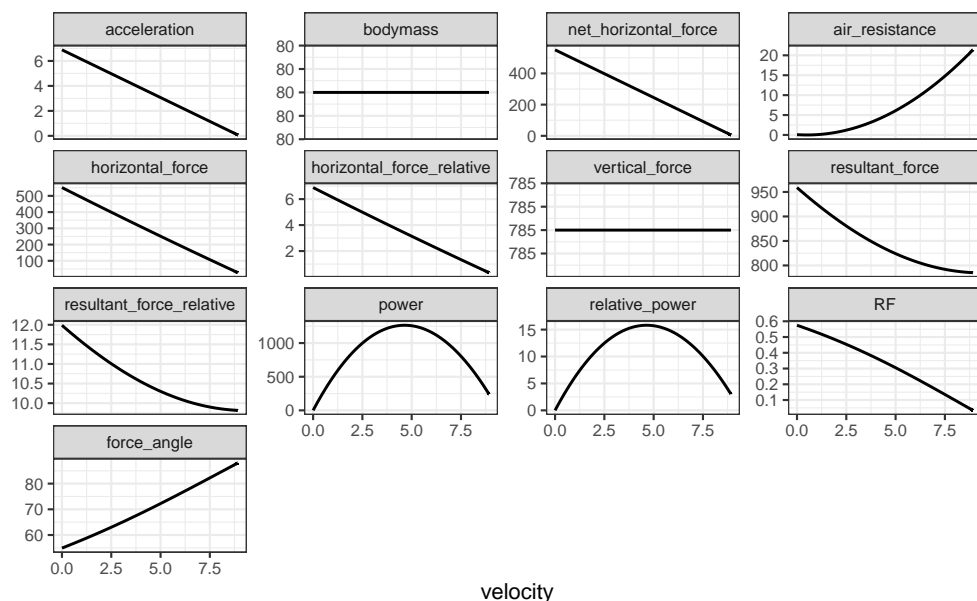 acceleration bodymass net_horizontal_force air_resistance
6 80 400 20
4 80 200 15
2 80 0 10
0 80 5
80 0
horizontal_force horizontal_force_relative vertical_force resultant_force
500 6 785 950
400 4 785 900
300 2 785 850
200 785 800
100
resultant_force_relative power relative_power RF
12.0 1000 15 0.6
11.5 500 10 0.5
11.0 0 5 0.4
10.5 0 0.3
10.0 0.2
0.1
0.0 2.5 5.0 7.5 0.0 2.5 5.0 7.5 0.0 2.5 5.0 7.5
force_angle
80
70
60
0.0 2.5 5.0 7.5
velocity